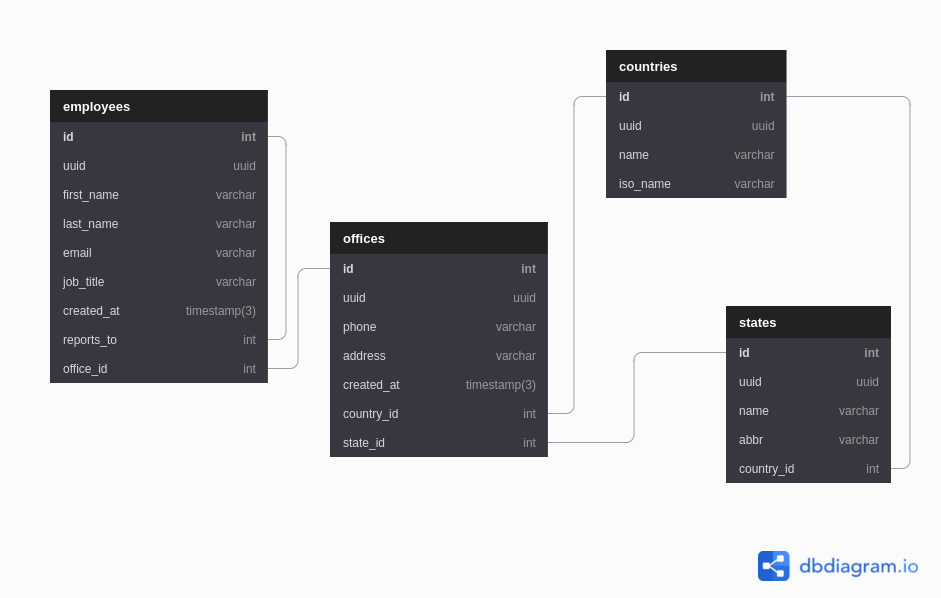 employees
id int
uuid uuid
first_name varchar
last_name varchar
email varchar
job_title varchar
created_at timestamp(3)
reports_to int
office_id int
offices
id int
uuid uuid
phone varchar
address varchar
created_at timestamp(3)
country_id int
state_id int
countries
id int
uuid uuid
name varchar
iso_name varchar
states
id int
uuid uuid
name varchar
abbr varchar
country_id int
dbdiagram.io